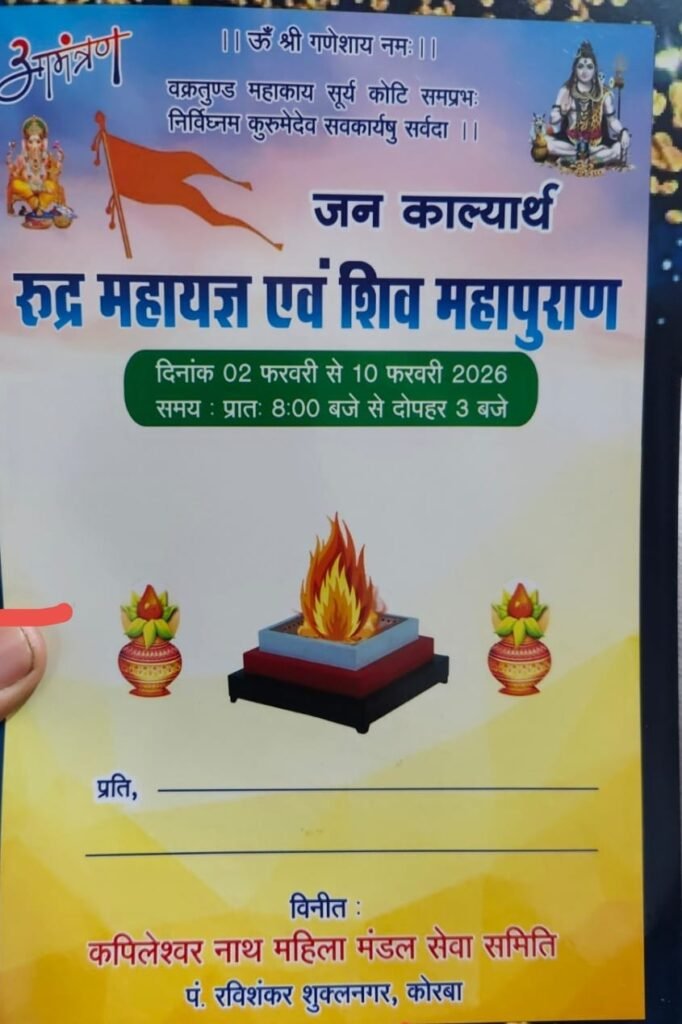 आमंत्रण
||ॐ श्री गणेशाय नमः||
वक्रतुण्ड महाकाय सूर्य कोटि समप्रभः
निर्विघ्नम कुरुमेदेव सवकार्यषु सर्वदा ||
जन काल्यार्थ
रुद्र महायज्ञ एवं शिव महापुराण
दिनांक 02 फरवरी से 10 फरवरी 2026
समय : प्रातः 8:00 बजे से दोपहर 3 बजे
प्रति,
विनीत :
कपिलेश्वर नाथ महिला मंडल सेवा समिति
पं. रविशंकर शुक्लनगर, कोरबा